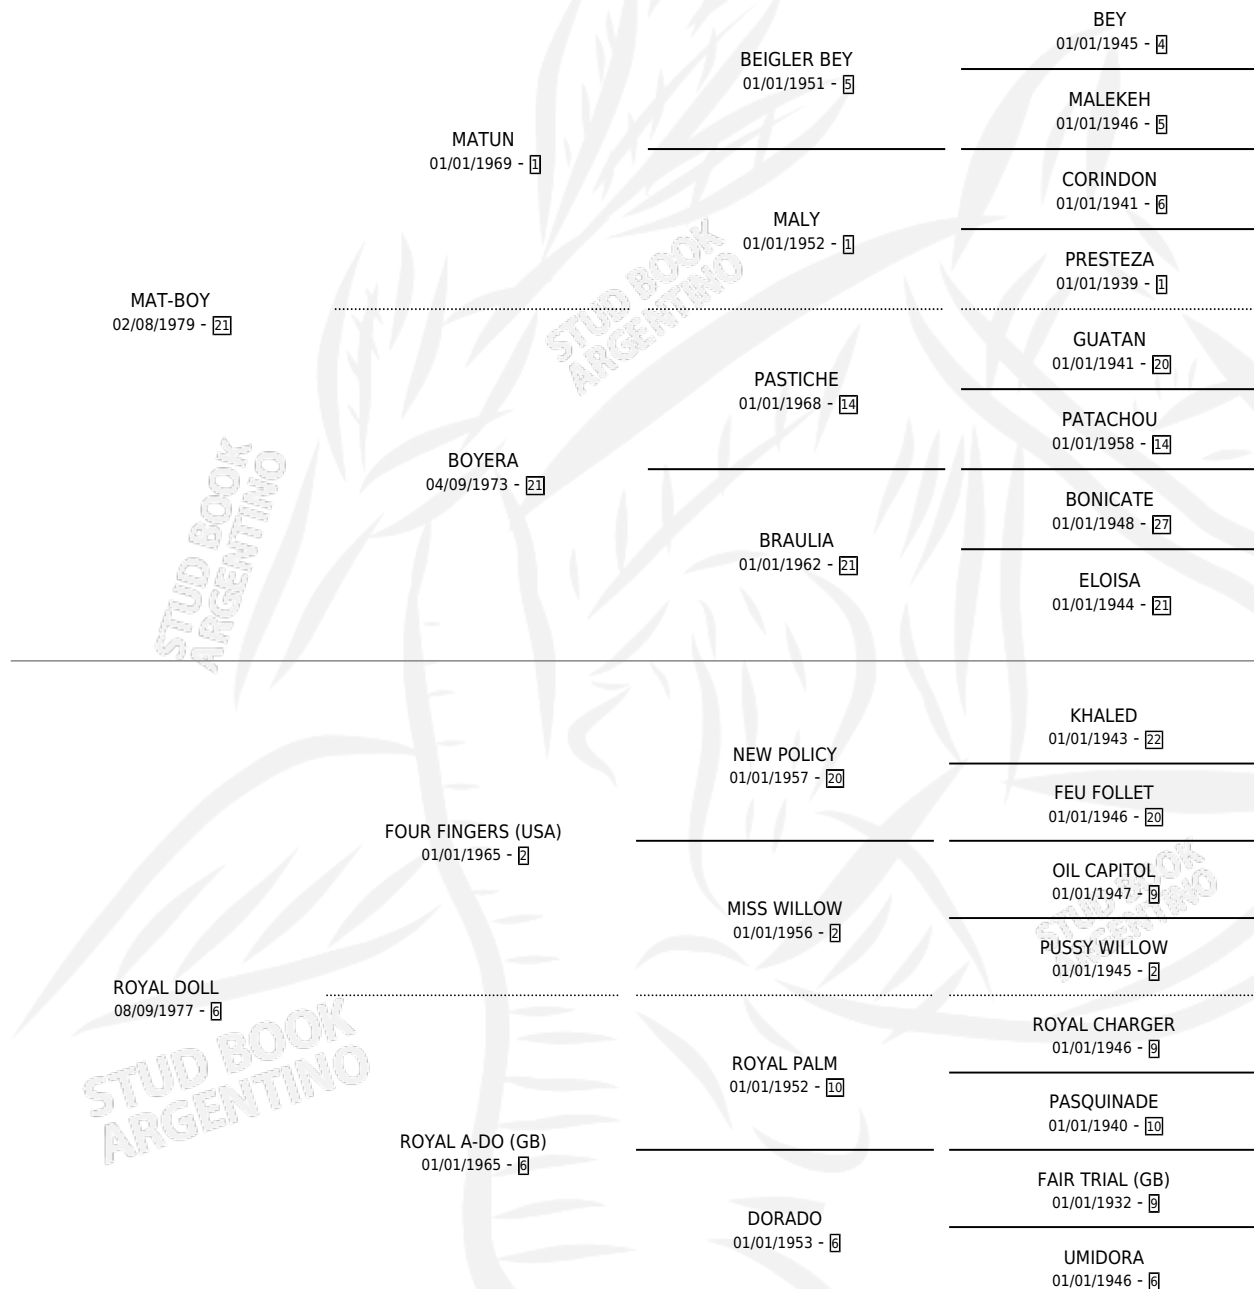 BEY
01/01/1945 - 4
BEIGLER BEY
01/01/1951 - 5
MALEKEH
01/01/1946 - 5
MATUN
01/01/1969 - 1
CORINDON
01/01/1941 - 6
MALY
01/01/1952 - 1
PRESTEZA
01/01/1939 - 1
MAT-BOY
02/08/1979 - 21
GUATAN
01/01/1941 - 20
PASTICHE
01/01/1968 - 14
PATACHOU
01/01/1958 - 14
BOYERA
04/09/1973 - 21
BONICATE
01/01/1948 - 27
BRAULIA
01/01/1962 - 21
ELOISA
01/01/1944 - 21
KHALED
01/01/1943 - 22
NEW POLICY
01/01/1957 - 20
FEU FOLLET
01/01/1946 - 20
FOUR FINGERS (USA)
01/01/1965 - 2
OIL CAPITOL
01/01/1947 - 9
MISS WILLOW
01/01/1956 - 2
PUSSY WILLOW
01/01/1945 - 2
ROYAL DOLL
08/09/1977 - 6
ROYAL CHARGER
01/01/1946 - 9
ROYAL PALM
01/01/1952 - 10
PASQUINADE
01/01/1940 - 10
ROYAL A-DO (GB)
01/01/1965 - 6
FAIR TRIAL (GB)
01/01/1932 - 9
DORADO
01/01/1953 - 6
UMIDORA
01/01/1946 - 6
STUD BOOK
ARGENTINO
STUD BOOK
ARGENTINO
STUD BOOK
ARGENTINO
STUD BOOK
ARGENTINO